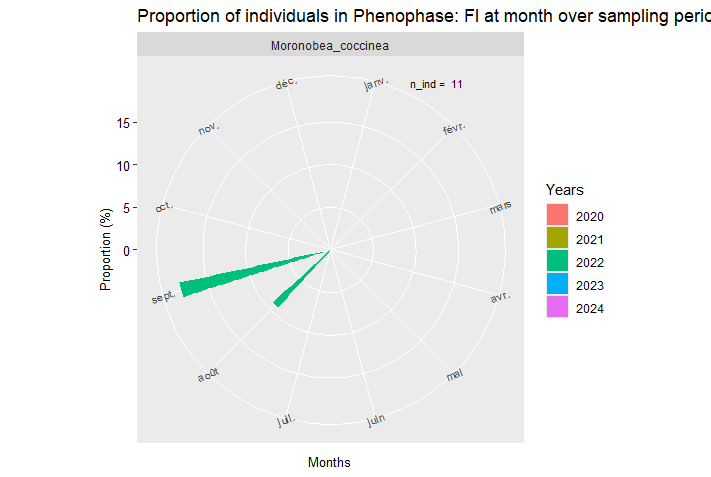 Proportion of individuals in Phenophase: Fl at month over sampling perio
Moronobea_coccinea
n_ind = 11
janv.
févr.
mars
avr.
mai
juin
juil.
août
sept.
oct.
nov.
déc.
15
10
5
0
Proportion (%)
Months
Years
2020
2021
2022
2023
2024